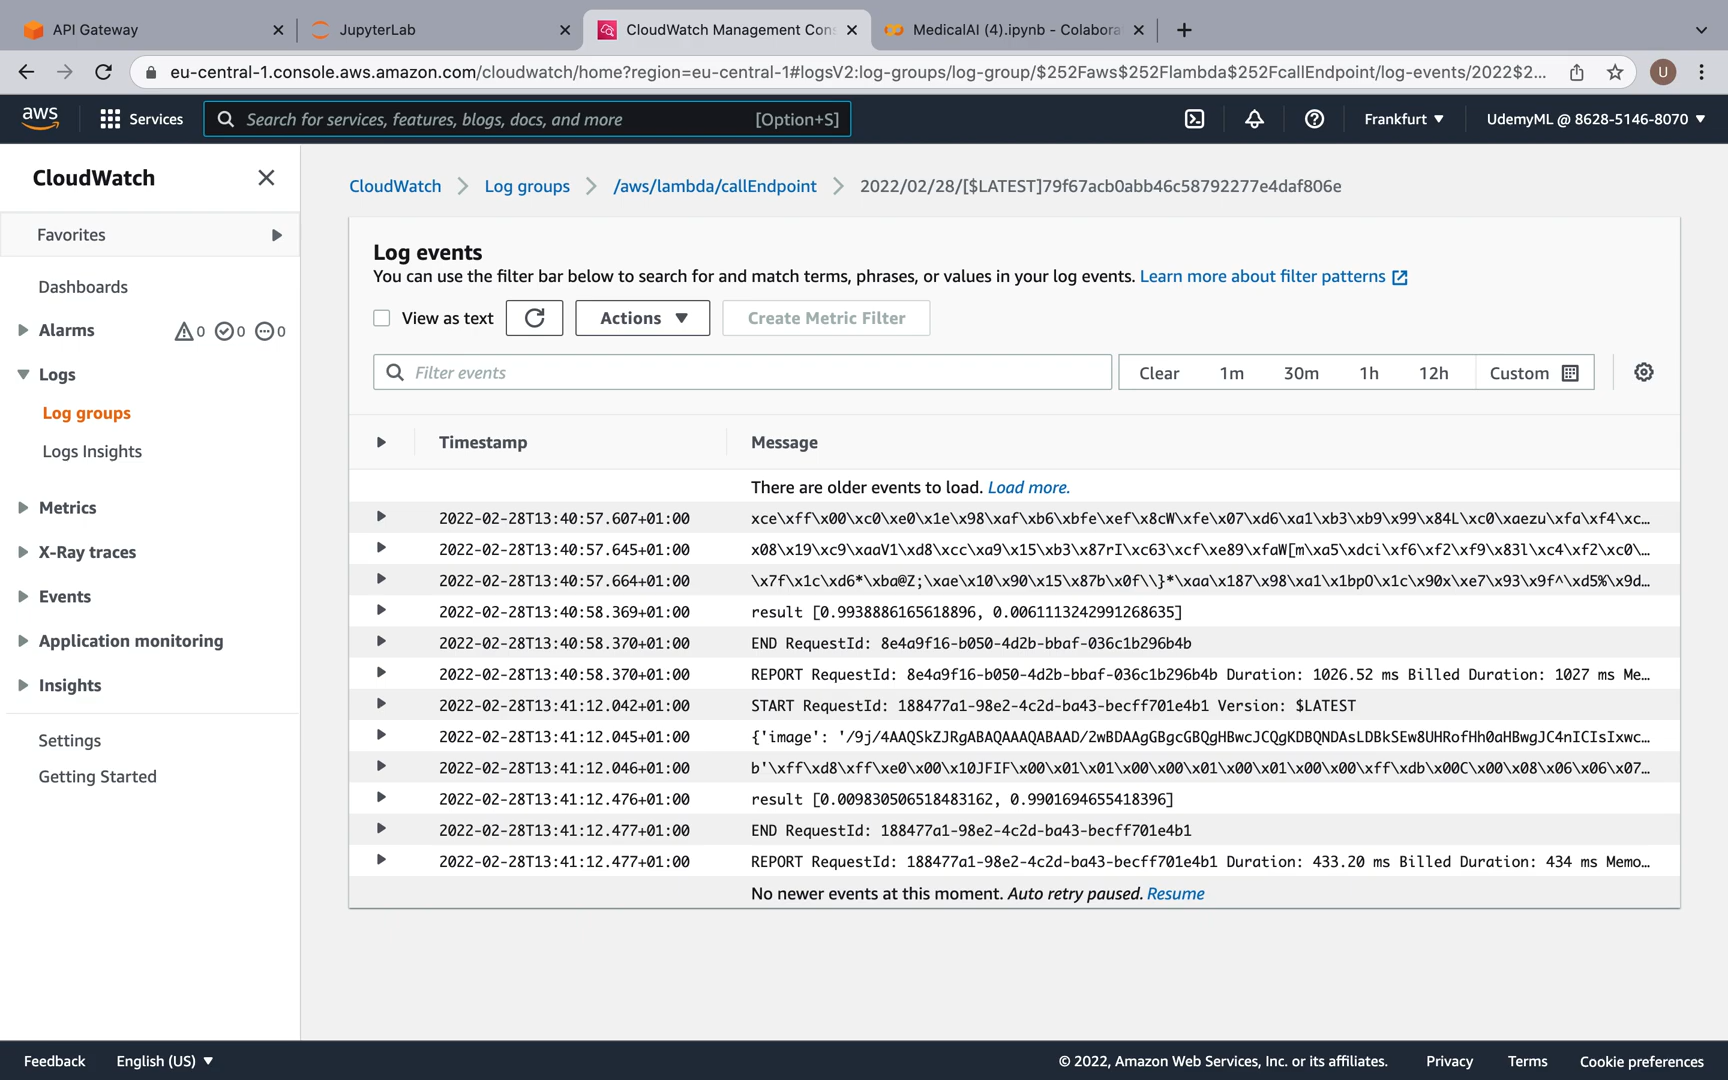 API Gateway
JupyterLab
CloudWatch Management Con
MedicalAI (4).ipynb - Colabora
eu-central-1.console.aws.amazon.com/cloudwatch/home?region=eu-central-1#logsV2:log-groups/log-group/$252Faws$252Flambda$252FcallEndpoint/log-events/2022$2...
U
aws
Services
Search for services, features, blogs, docs, and more
[Option+S]
Frankfurt ▼
UdemyML @ 8628-5146-8070 ▼
CloudWatch
Favorites
Dashboards
Alarms
0
0
0
Logs
Log groups
Logs Insights
Metrics
X-Ray traces
Events
Application monitoring
Insights
Settings
Getting Started
CloudWatch
Log groups
/aws/lambda/callEndpoint
2022/02/28/[$LATEST]79f67acb0abb46c58792277e4daf806e
Log events
You can use the filter bar below to search for and match terms, phrases, or values in your log events. Learn more about filter patterns
View as text
Actions ▼
Create Metric Filter
Filter events
Clear
1m
30m
1h
12h
Custom
Timestamp
Message
There are older events to load. Load more.
2022-02-28T13:40:57.607+01:00 xce\xff\x00\xc0\xe0\x1e\x98\xaf\xb6\xbfe\xef\x8cW\xfe\x07\xd6\xa1\xb3\xb9\x99\x84L\xc0\xaezu\xfa\xf4\xc...
2022-02-28T13:40:57.645+01:00 x08\x19\xc9\xaaV1\xd8\xcc\xa9\x15\xb3\x87rI\xc63\xcf\xe89\xfaW[m\xa5\xdci\xf6\xf2\xf9\x83l\xc4\xf2\xc0\...
2022-02-28T13:40:57.664+01:00 \x7f\x1c\xd6*\xba@Z;\xae\x10\x90\x15\x87b\x0f\\}*\xaa\x187\x98\xa1\x1bpO\x1c\x90x\xe7\x93\x9f^\xd5%\x9d...
2022-02-28T13:40:58.369+01:00 result [0.9938886165618896, 0.0061113242991268635]
2022-02-28T13:40:58.370+01:00 END RequestId: 8e4a9f16-b050-4d2b-bbaf-036c1b296b4b
2022-02-28T13:40:58.370+01:00 REPORT RequestId: 8e4a9f16-b050-4d2b-bbaf-036c1b296b4b Duration: 1026.52 ms Billed Duration: 1027 ms Me...
2022-02-28T13:41:12.042+01:00 START RequestId: 188477a1-98e2-4c2d-ba43-becff701e4b1 Version: $LATEST
2022-02-28T13:41:12.045+01:00 {'image': '/9j/4AAQSkZJRgABAQAAAQABAAD/2wBDAAgGBgcGBQgHBwcJCQgKDBQNDAsLDBkSEw8UHRofHh0aHBwgJC4nICIsIxwc...
2022-02-28T13:41:12.046+01:00 b'\xff\xd8\xff\xe0\x00\x10JFIF\x00\x01\x01\x00\x00\x01\x00\x01\x00\x00\xff\xdb\x00C\x00\x08\x06\x06\x07...
2022-02-28T13:41:12.476+01:00 result [0.009830506518483162, 0.9901694655418396]
2022-02-28T13:41:12.477+01:00 END RequestId: 188477a1-98e2-4c2d-ba43-becff701e4b1
2022-02-28T13:41:12.477+01:00 REPORT RequestId: 188477a1-98e2-4c2d-ba43-becff701e4b1 Duration: 433.20 ms Billed Duration: 434 ms Memo...
No newer events at this moment. Auto retry paused. Resume
Feedback
English (US) ▼
© 2022, Amazon Web Services, Inc. or its affiliates.
Privacy
Terms
Cookie preferences